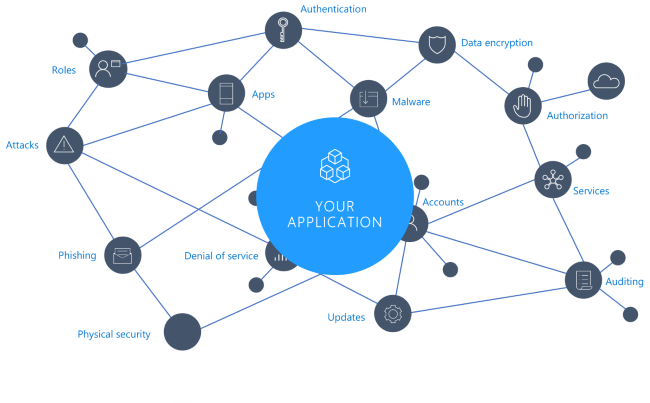 Authentication
Data encryption
Roles
Apps
Malware
Authorization
Attacks
Services
Accounts
YOUR
APPLICATION
Phishing
Denial of service
Auditing
Updates
Physical security